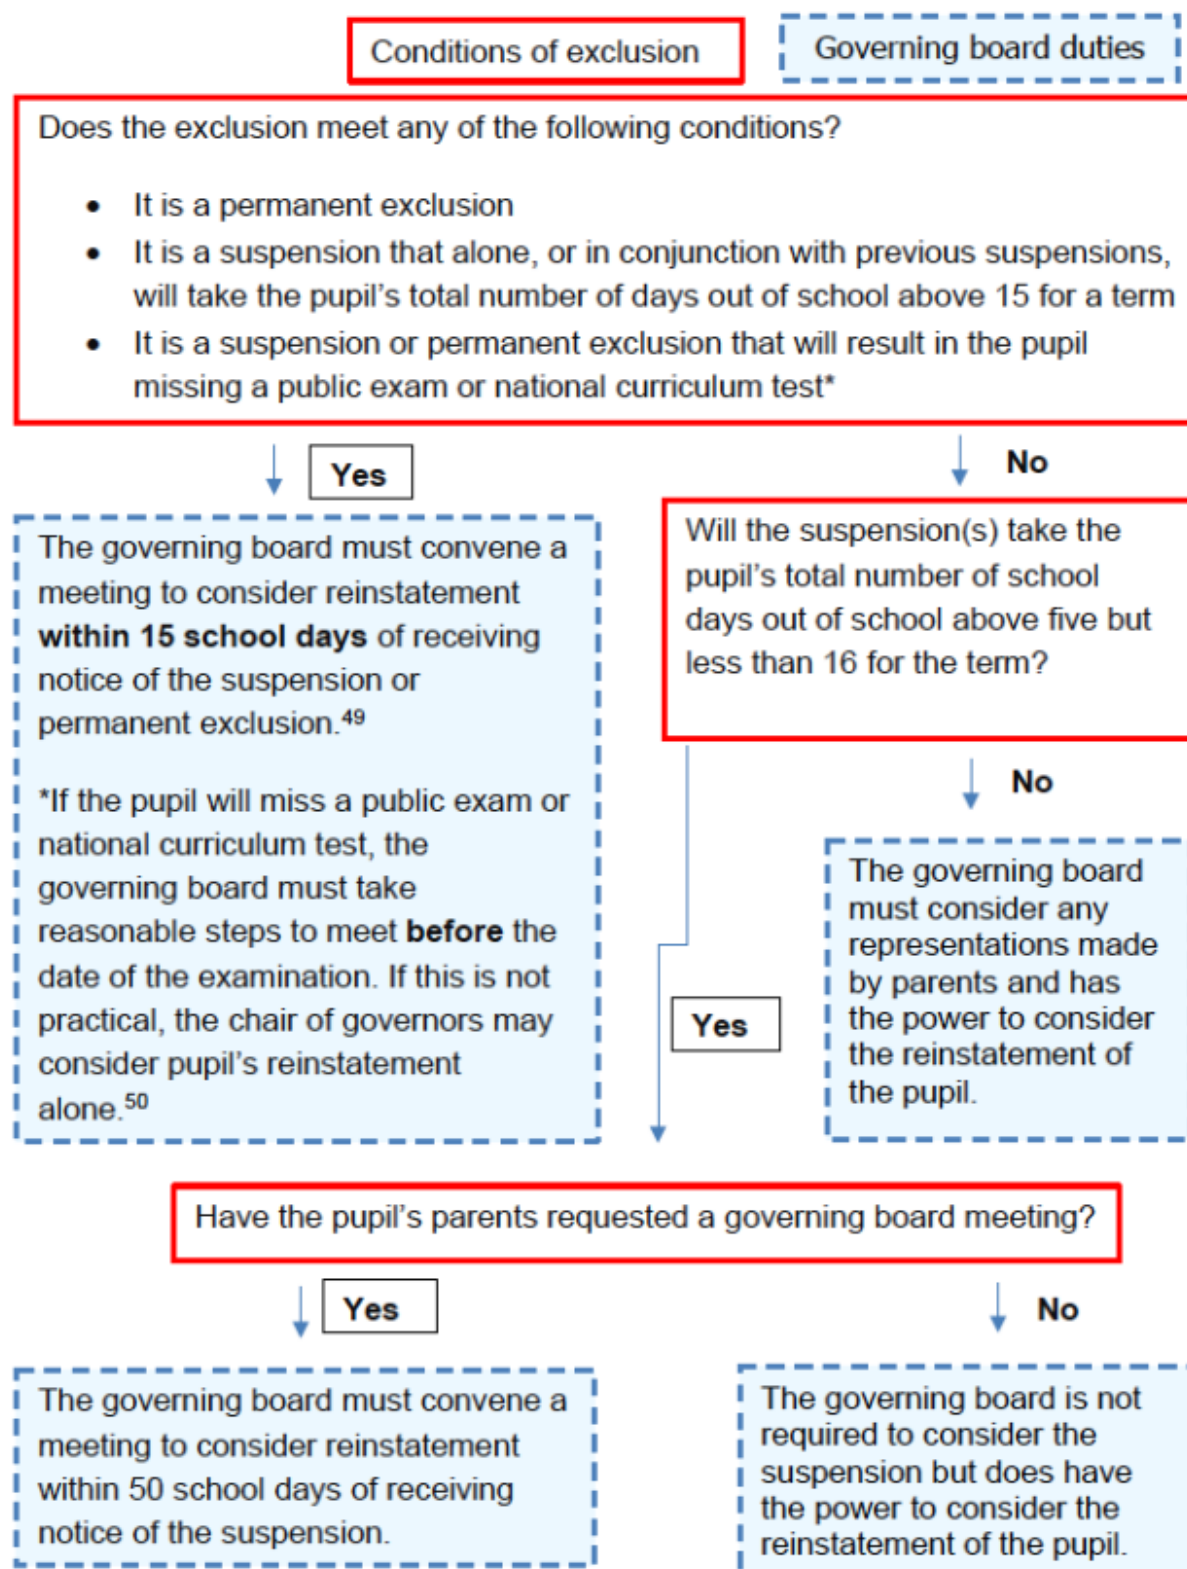 Conditions of exclusion
Governing board duties
Does the exclusion meet any of the following conditions?
• It is a permanent exclusion
• It is a suspension that alone, or in conjunction with previous suspensions,
will take the pupil's total number of days out of school above 15 for a term
• It is a suspension or permanent exclusion that will result in the pupil
missing a public exam or national curriculum test*
Yes
No
The governing board must convene a
meeting to consider reinstatement
within 15 school days of receiving
notice of the suspension or
permanent exclusion.49
*If the pupil will miss a public exam or
national curriculum test, the
governing board must take
reasonable steps to meet before the
date of the examination. If this is not
practical, the chair of governors may
consider pupil's reinstatement
alone.50
Will the suspension(s) take the
pupil's total number of school
days out of school above five but
less than 16 for the term?
No
The governing board
must consider any
representations made
by parents and has
the power to consider
the reinstatement of
the pupil.
Yes
Have the pupil's parents requested a governing board meeting?
Yes
No
The governing board must convene a
meeting to consider reinstatement
within 50 school days of receiving
notice of the suspension.
The governing board is not
required to consider the
suspension but does have
the power to consider the
reinstatement of the pupil.